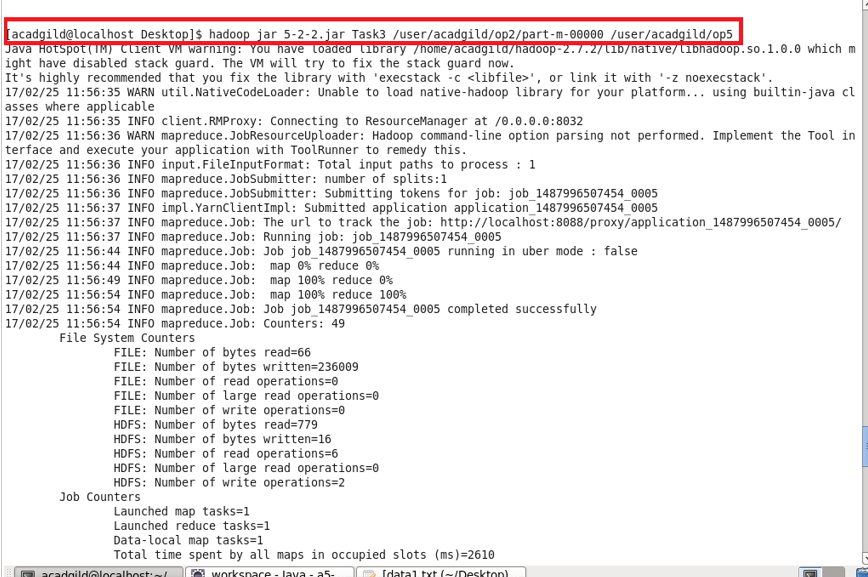 [acadgild@localhost Desktop]$ hadoop jar 5-2-2.jar Task3 /user/acadgild/op2/part-m-00000 /user/acadgild/op5
Java HotSpot(TM) Client VM warning: You have loaded library /home/acadgild/hadoop-2.7.2/lib/native/libhadoop.so.1.0.0 which m
ight have disabled stack guard. The VM will try to fix the stack guard now.
It's highly recommended that you fix the library with 'execstack -c <libfile>', or link it with '-z noexecstack'.
17/02/25 11:56:35 WARN util.NativeCodeLoader: Unable to load native-hadoop library for your platform... using builtin-java cl
asses where applicable
17/02/25 11:56:35 INFO client.RMProxy: Connecting to ResourceManager at /0.0.0.0:8032
17/02/25 11:56:36 WARN mapreduce.JobResourceUploader: Hadoop command-line option parsing not performed. Implement the Tool in
terface and execute your application with ToolRunner to remedy this.
17/02/25 11:56:36 INFO input.FileInputFormat: Total input paths to process : 1
17/02/25 11:56:36 INFO mapreduce.JobSubmitter: number of splits:1
17/02/25 11:56:36 INFO mapreduce.JobSubmitter: Submitting tokens for job: job_1487996507454_0005
17/02/25 11:56:37 INFO impl.YarnClientImpl: Submitted application application_1487996507454_0005
17/02/25 11:56:37 INFO mapreduce.Job: The url to track the job: http://localhost:8088/proxy/application_1487996507454_0005/
17/02/25 11:56:37 INFO mapreduce.Job: Running job: job_1487996507454_0005
17/02/25 11:56:44 INFO mapreduce.Job: Job job_1487996507454_0005 running in uber mode : false
17/02/25 11:56:44 INFO mapreduce.Job:  map 0% reduce 0%
17/02/25 11:56:49 INFO mapreduce.Job:  map 100% reduce 0%
17/02/25 11:56:54 INFO mapreduce.Job:  map 100% reduce 100%
17/02/25 11:56:54 INFO mapreduce.Job: Job job_1487996507454_0005 completed successfully
17/02/25 11:56:54 INFO mapreduce.Job: Counters: 49
File System Counters
FILE: Number of bytes read=66
FILE: Number of bytes written=236009
FILE: Number of read operations=0
FILE: Number of large read operations=0
FILE: Number of write operations=0
HDFS: Number of bytes read=779
HDFS: Number of bytes written=16
HDFS: Number of read operations=6
HDFS: Number of large read operations=0
HDFS: Number of write operations=2
Job Counters
Launched map tasks=1
Launched reduce tasks=1
Data-local map tasks=1
Total time spent by all maps in occupied slots (ms)=2610
acadgild@localhost:~/ workspace - Java - a5- [data1.txt (~/Desktop)